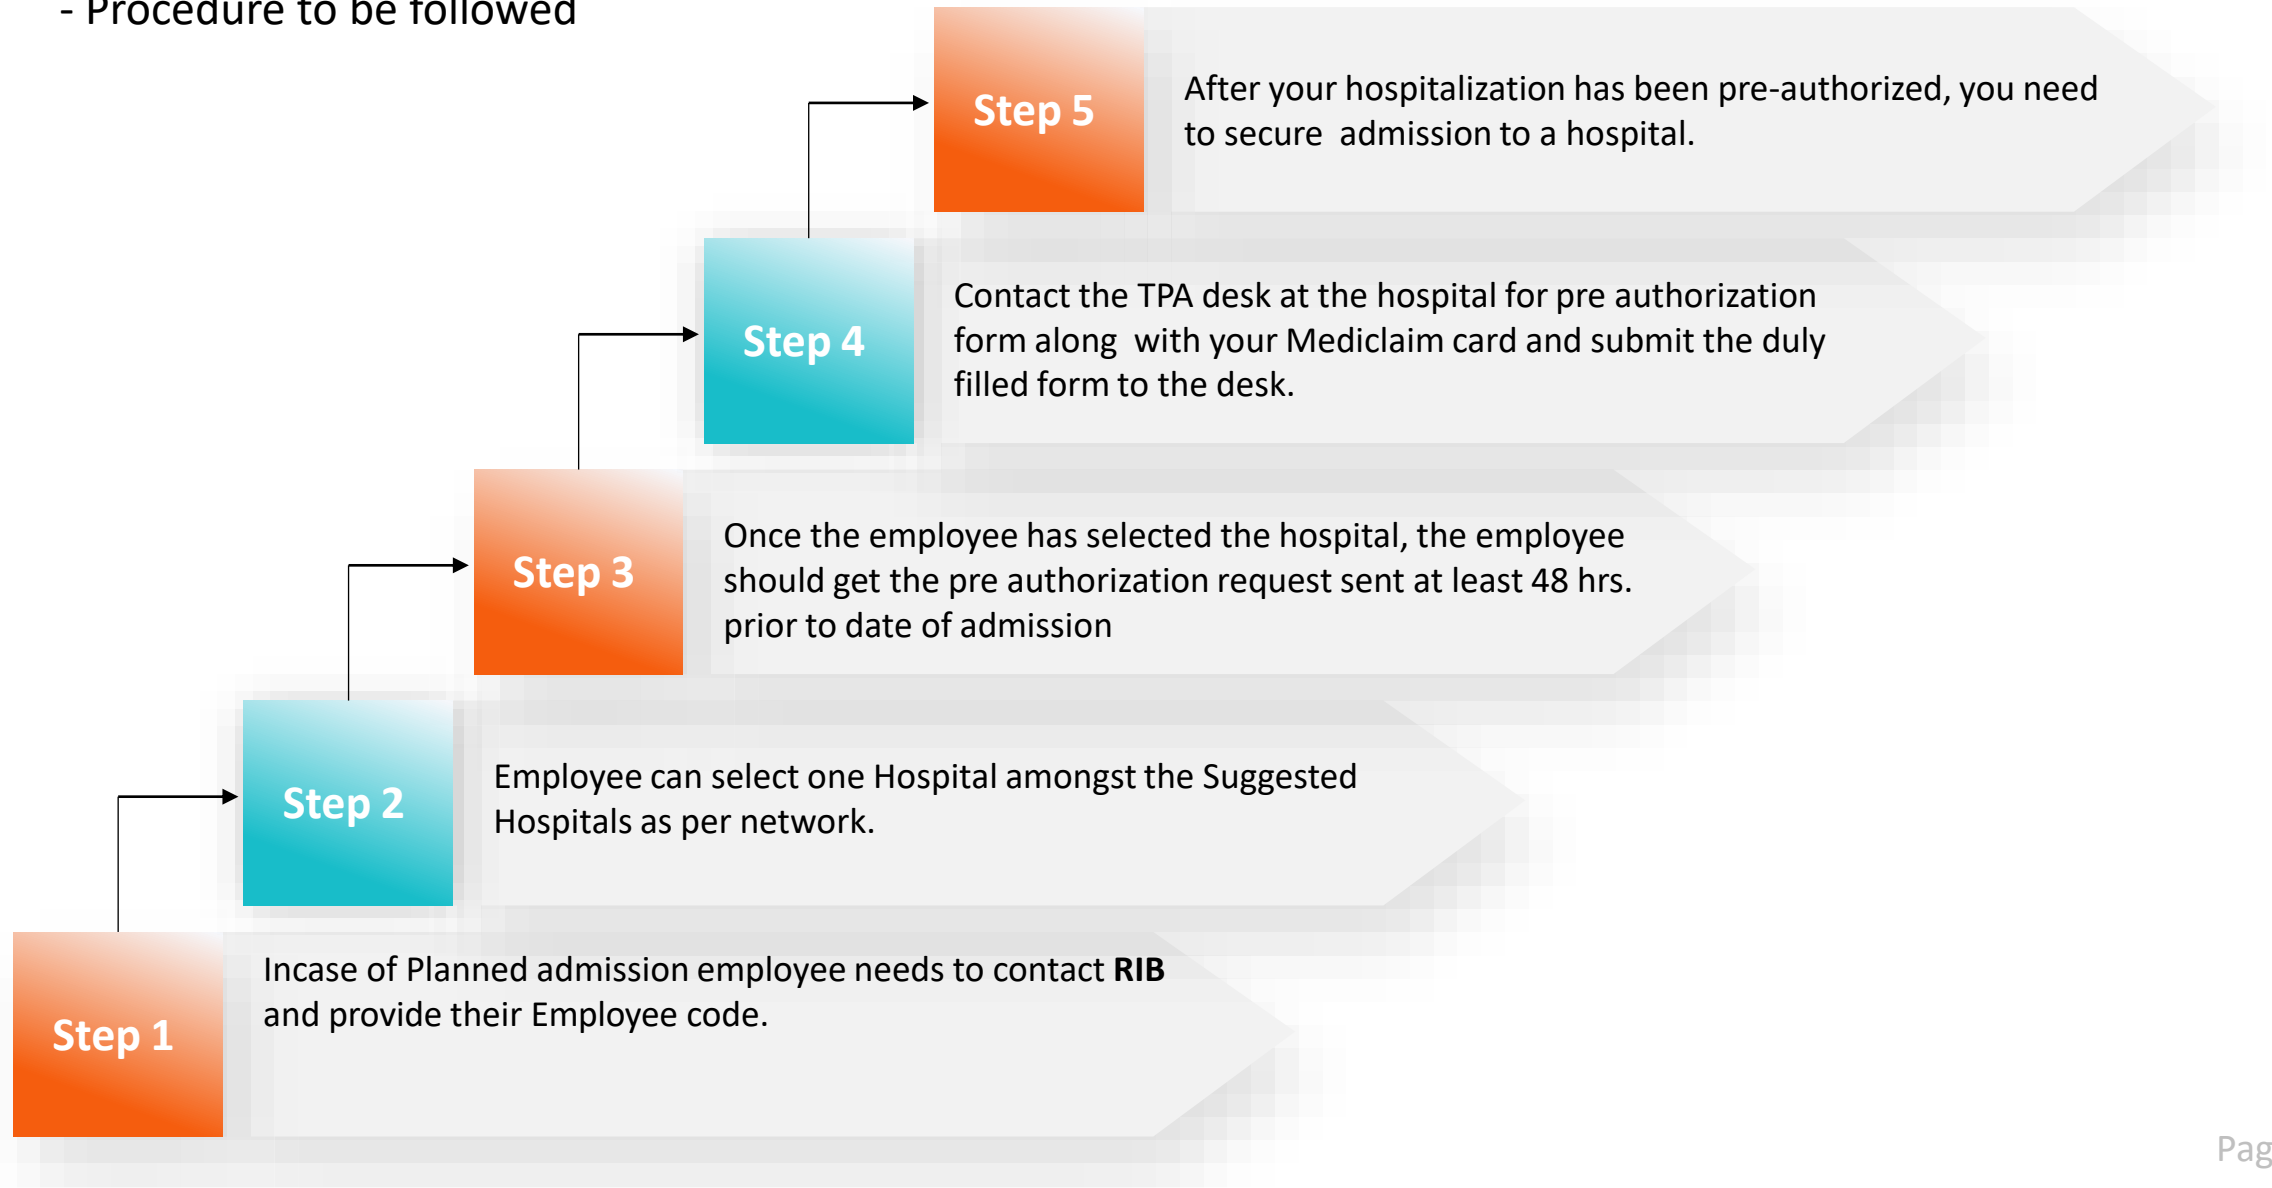 - Procedure to be followed
Step 5
After your hospitalization has been pre-authorized, you need
to secure  admission to a hospital.
Step 4
Contact the TPA desk at the hospital for pre authorization
form along  with your Mediclaim card and submit the duly
filled form to the desk.
Step 3
Once the employee has selected the hospital, the employee
should get the pre authorization request sent at least 48 hrs.
prior to date of admission
Step 2
Employee can select one Hospital amongst the Suggested
Hospitals as per network.
Step 1
Incase of Planned admission employee needs to contact RIB
and provide their Employee code.
Pag